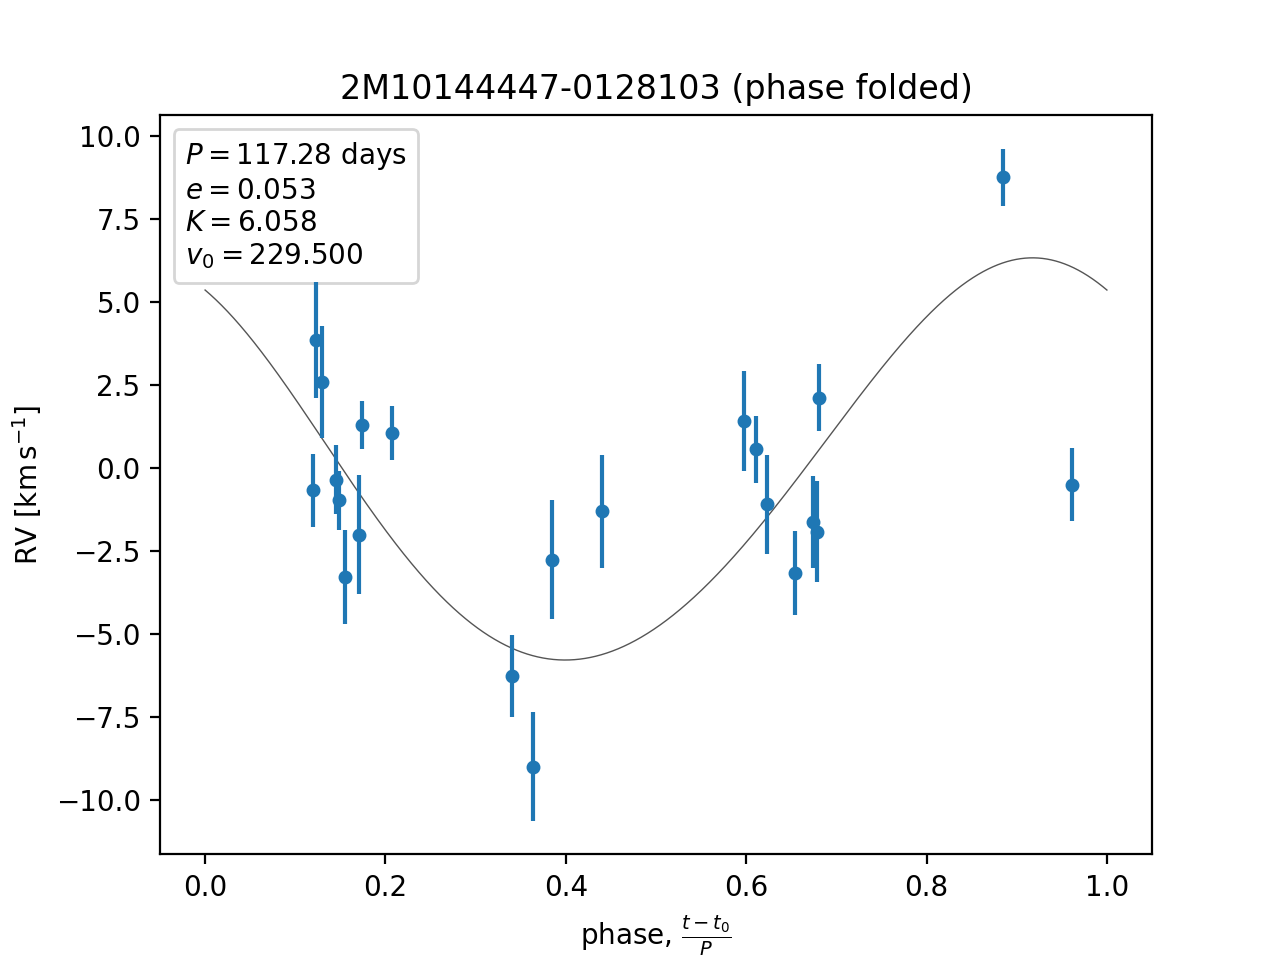 2M10144447-0128103 (phase folded)
P = 117.28 days
e = 0.053
K = 6.058
v₀ = 229.500
10.0
7.5
5.0
2.5
0.0
−2.5
−5.0
−7.5
−10.0
RV [km s⁻¹]
0.0 0.2 0.4 0.6 0.8 1.0
phase, (t − t₀)/P